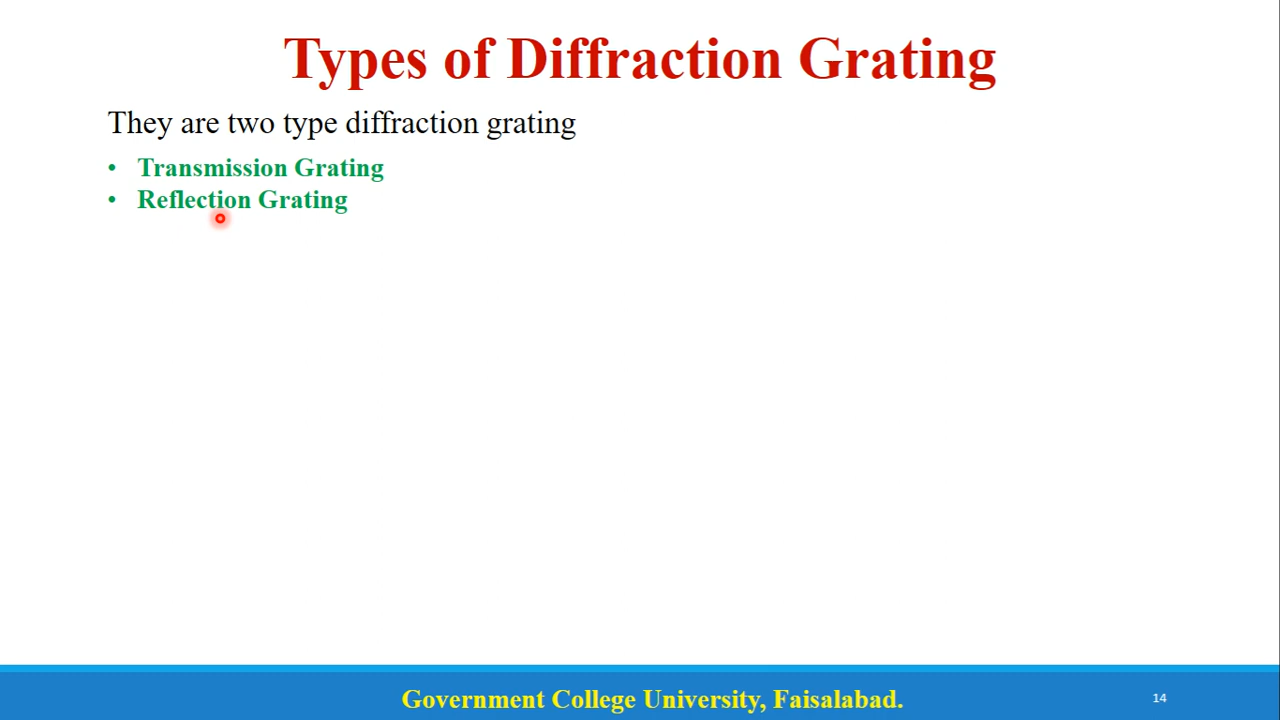 Types of Diffraction Grating
They are two type diffraction grating
• Transmission Grating
• Reflection Grating
Government College University, Faisalabad.
14